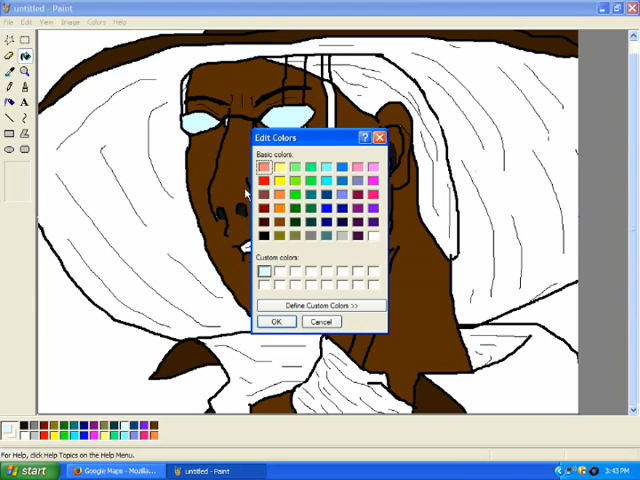 untitled - Paint
File Edit View Image Colors Help
Edit Colors
Basic colors:
Custom colors:
Define Custom Colors >>
OK Cancel
For Help, click Help Topics on the Help Menu.
start Google Maps - Mozilla... untitled - Paint 3:43 PM